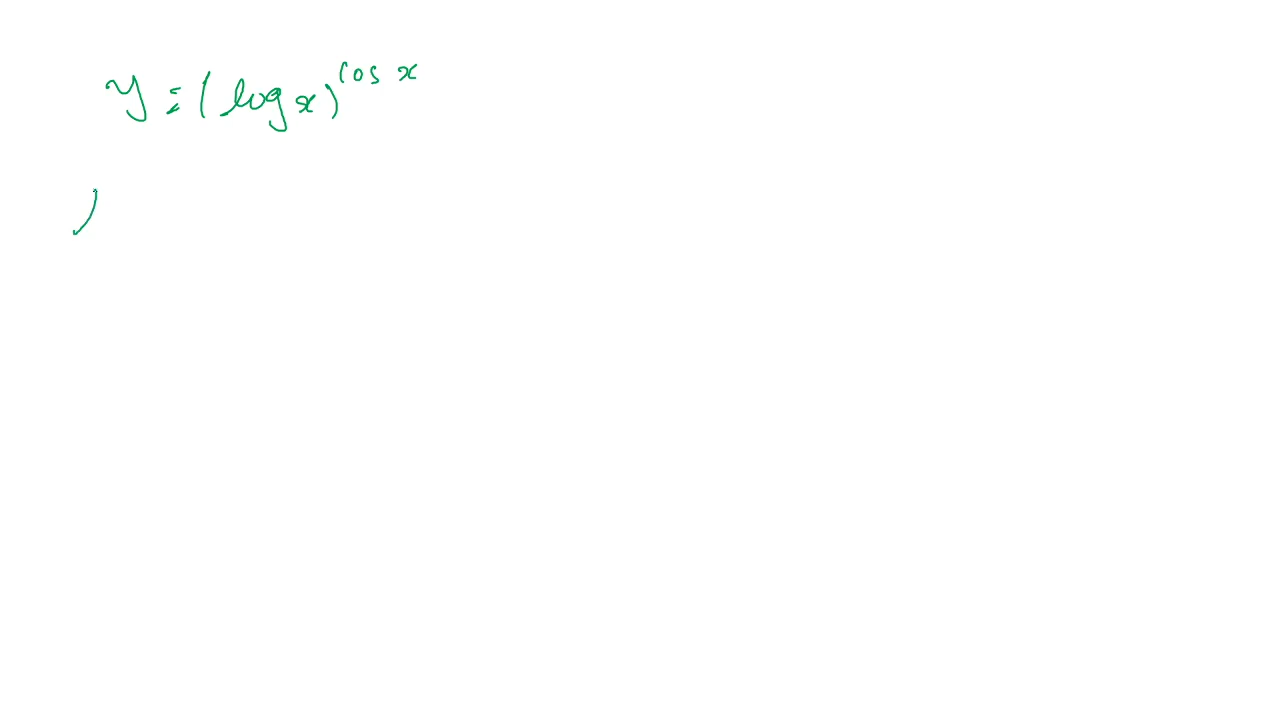 y = (log x)^cos x